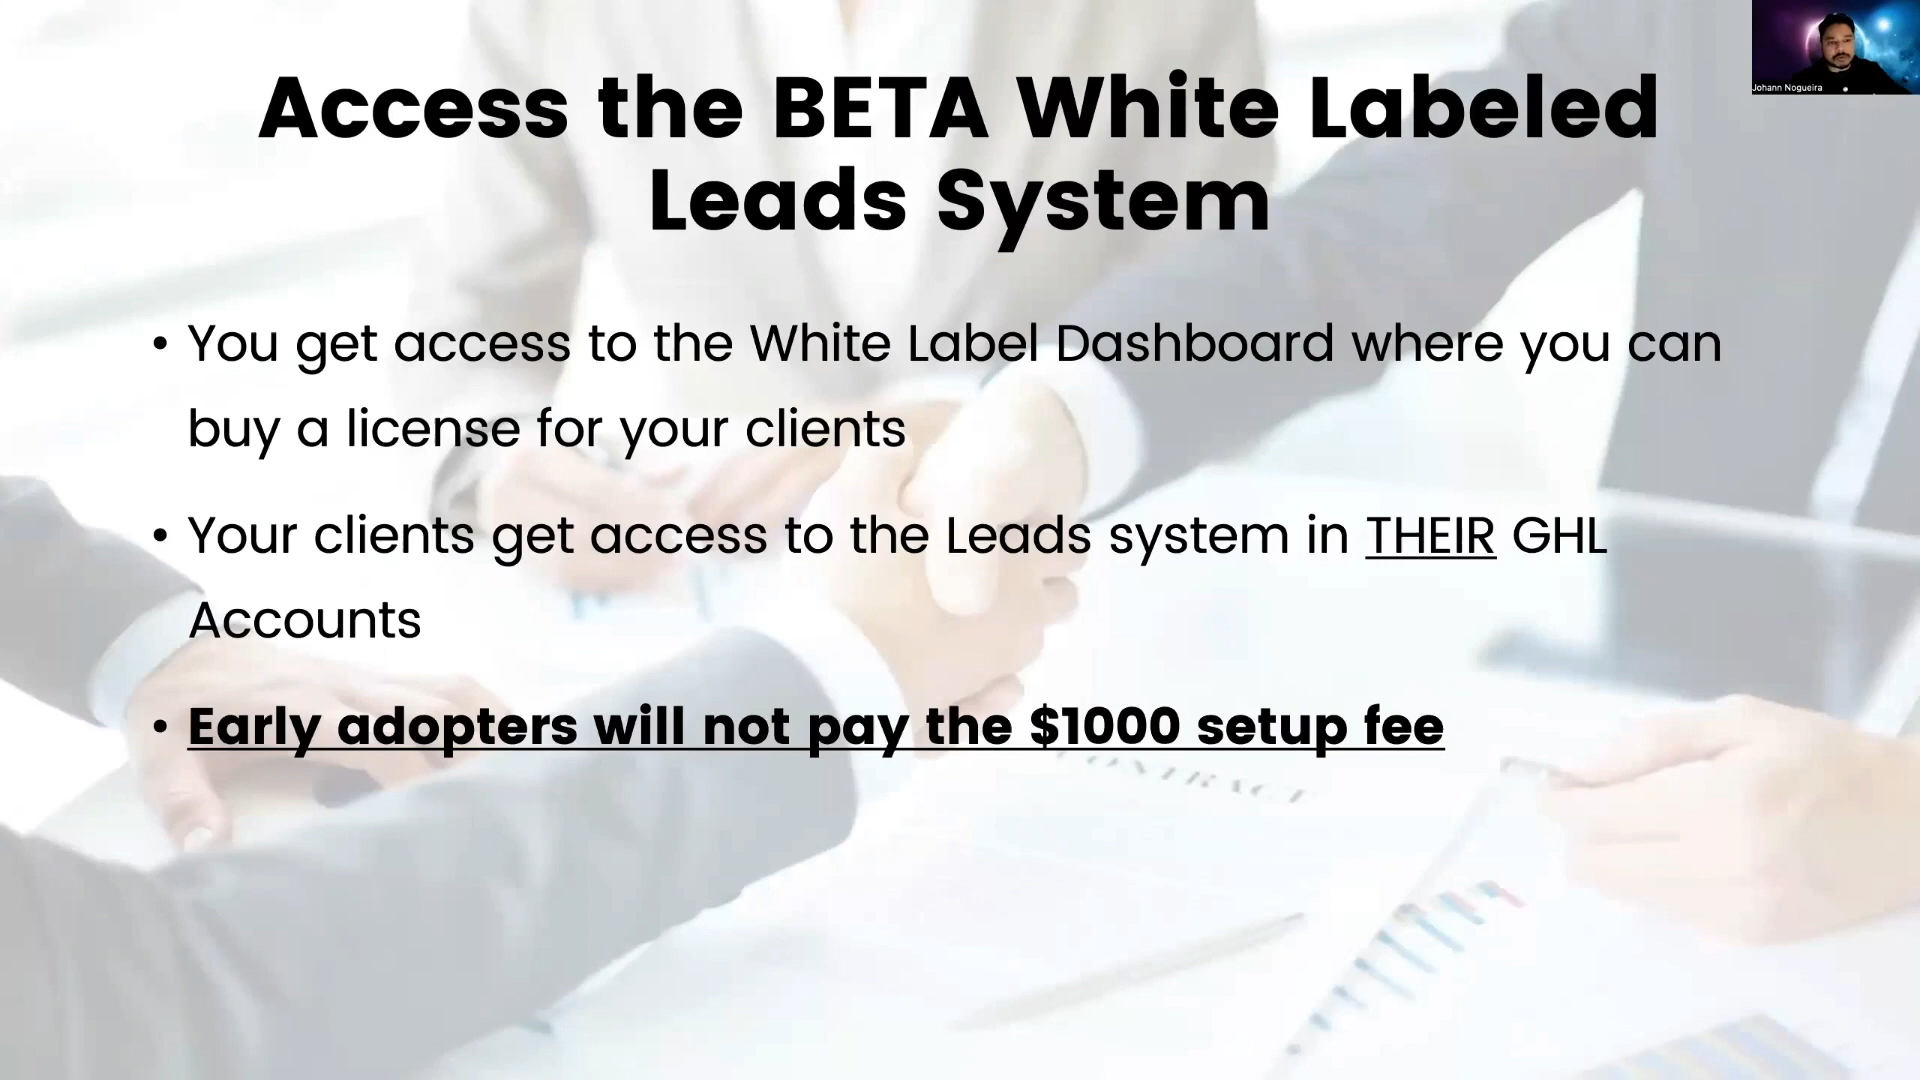 Access the BETA White Labeled
Leads System
Johann Nogueira
• You get access to the White Label Dashboard where you can
buy a license for your clients
• Your clients get access to the Leads system in THEIR GHL
Accounts
• Early adopters will not pay the $1000 setup fee
CONTRACT